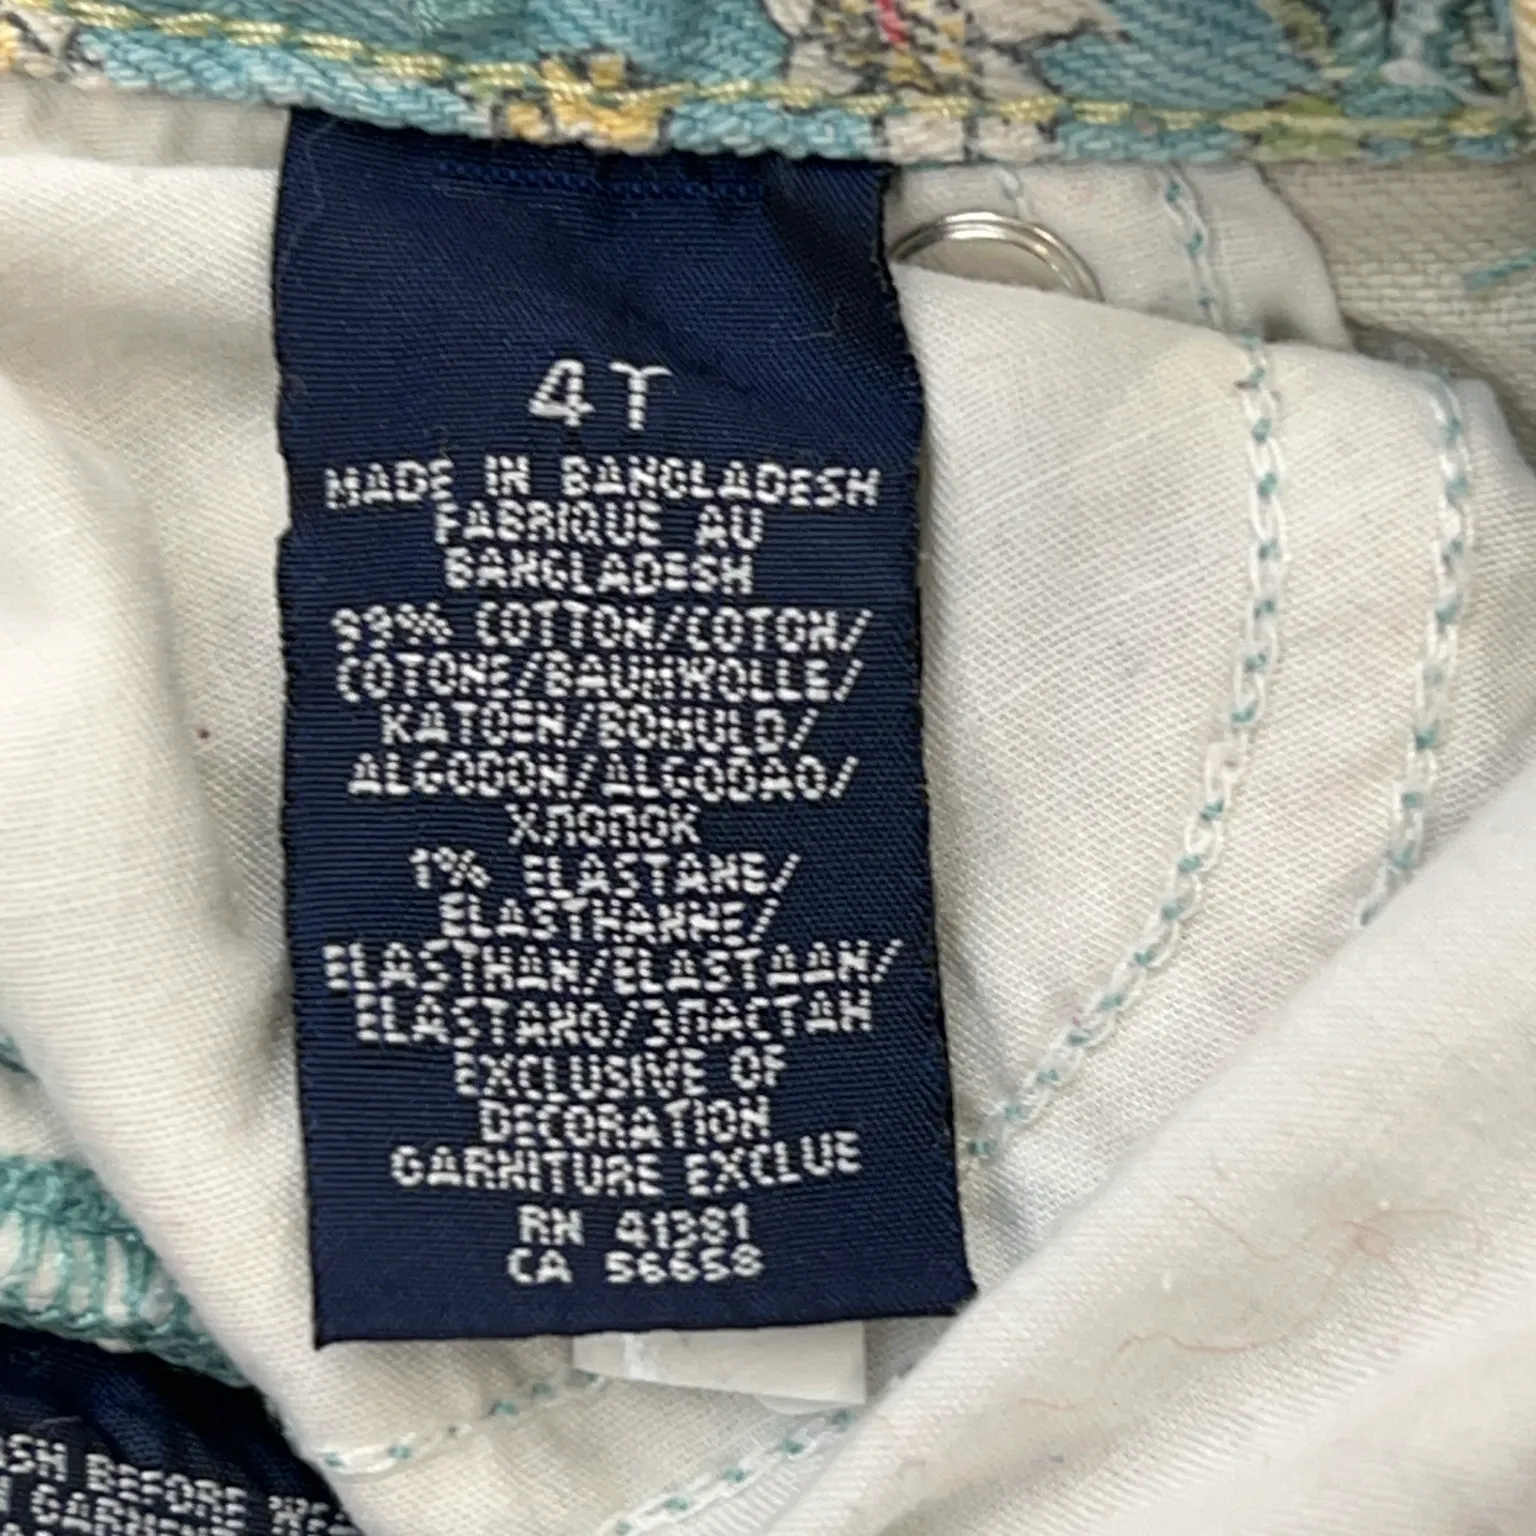 4T
MADE IN BANGLADESH
FABRIQUE AU
BANGLADESH
99% COTTON/COTON/
COTONE/BAUMWOLLE/
KATOEN/BOMULD/
ALGODON/ALGODAO/
ХЛОПОК
1% ELASTANE/
ELASTHANNE/
ELASTHAN/ELASTAAN/
ELASTANO/ЭЛАСТАН
EXCLUSIVE OF
DECORATION
GARNITURE EXCLUE
RN 41381
CA 56658
BEFORE